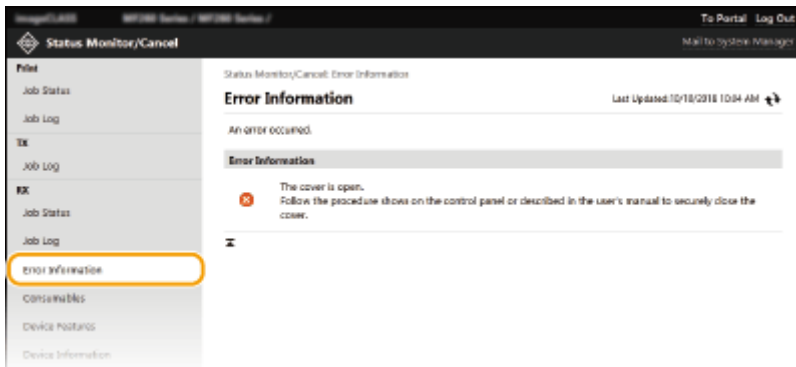 To Portal Log Out
Status Monitor/Cancel
Mail to System Manager
Print
Job Status
Job Log
TX
Job Log
RX
Job Status
Job Log
Error Information
Consumables
Device Features
Device Information
Status Monitor/Cancel: Error Information
Error Information
Last Updated:10/18/2018 10:04 AM
An error occurred.
Error Information
The cover is open.
Follow the procedure shows on the control panel or described in the user's manual to securely close the
cover.